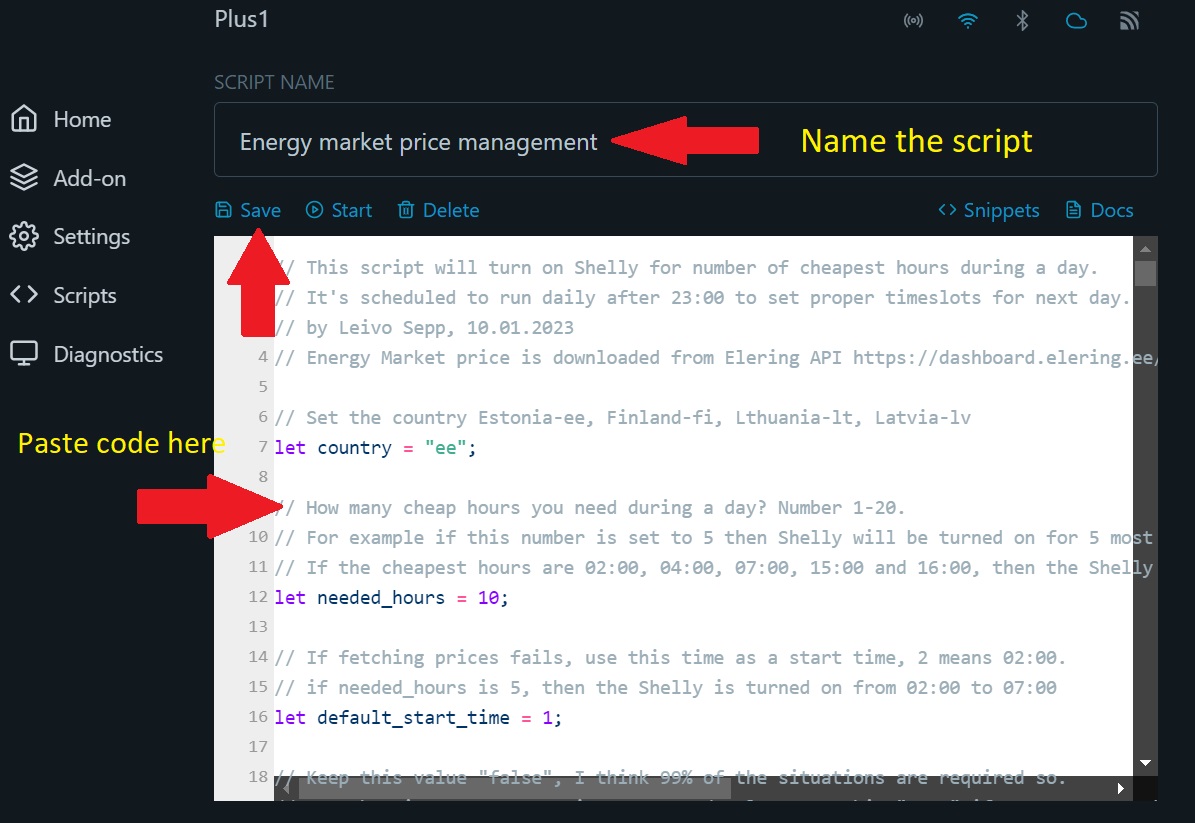 Plus1
SCRIPT NAME
Energy market price management
Name the script
Home
Add-on
Settings
Scripts
Diagnostics
Save Start Delete Snippets Docs
// This script will turn on Shelly for number of cheapest hours during a day.
// It's scheduled to run daily after 23:00 to set proper timeslots for next day.
// by Leivo Sepp, 10.01.2023
4 // Energy Market price is downloaded from Elering API https://dashboard.elering.ee/
5
6 // Set the country Estonia-ee, Finland-fi, Lthuania-lt, Latvia-lv
Paste code here
7 let country = "ee";
8
// How many cheap hours you need during a day? Number 1-20.
10 // For example if this number is set to 5 then Shelly will be turned on for 5 most
11 // If the cheapest hours are 02:00, 04:00, 07:00, 15:00 and 16:00, then the Shelly
12 let needed_hours = 10;
13
14 // If fetching prices fails, use this time as a start time, 2 means 02:00.
15 // if needed_hours is 5, then the Shelly is turned on from 02:00 to 07:00
16 let default_start_time = 1;
17
18 // Keep this value "false", I think 99% of the situations are required so.